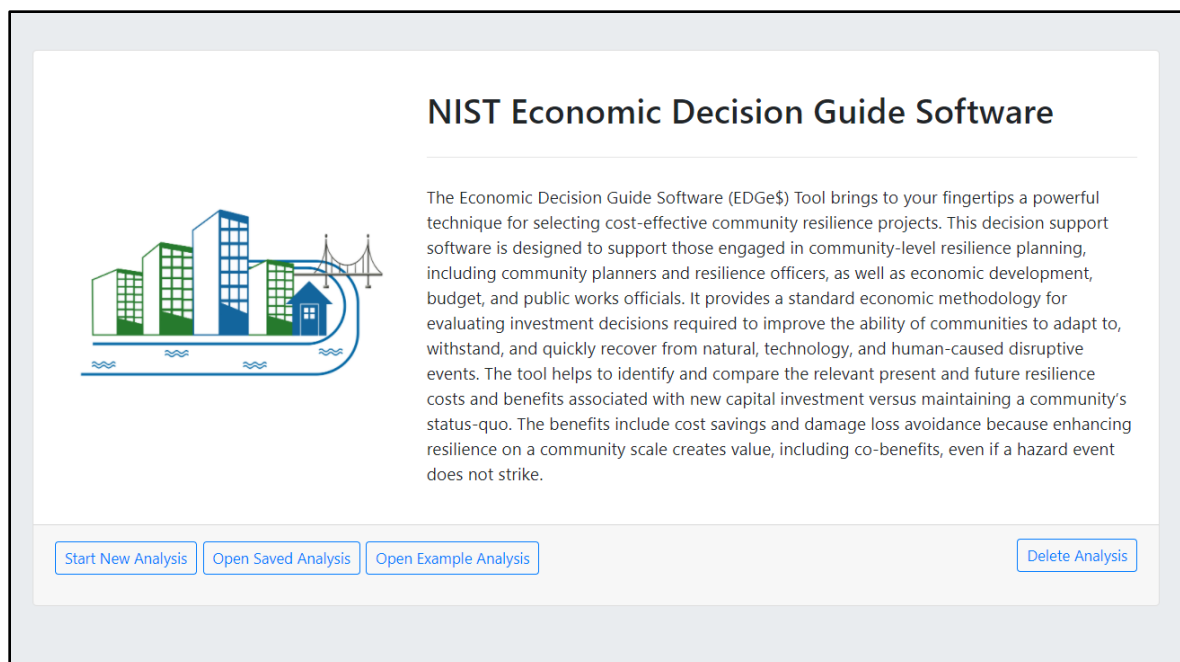 NIST Economic Decision Guide Software
The Economic Decision Guide Software (EDGe$) Tool brings to your fingertips a powerful
technique for selecting cost-effective community resilience projects. This decision support
software is designed to support those engaged in community-level resilience planning,
including community planners and resilience officers, as well as economic development,
budget, and public works officials. It provides a standard economic methodology for
evaluating investment decisions required to improve the ability of communities to adapt to,
withstand, and quickly recover from natural, technology, and human-caused disruptive
events. The tool helps to identify and compare the relevant present and future resilience
costs and benefits associated with new capital investment versus maintaining a community's
status-quo. The benefits include cost savings and damage loss avoidance because enhancing
resilience on a community scale creates value, including co-benefits, even if a hazard event
does not strike.
Start New Analysis Open Saved Analysis Open Example Analysis Delete Analysis